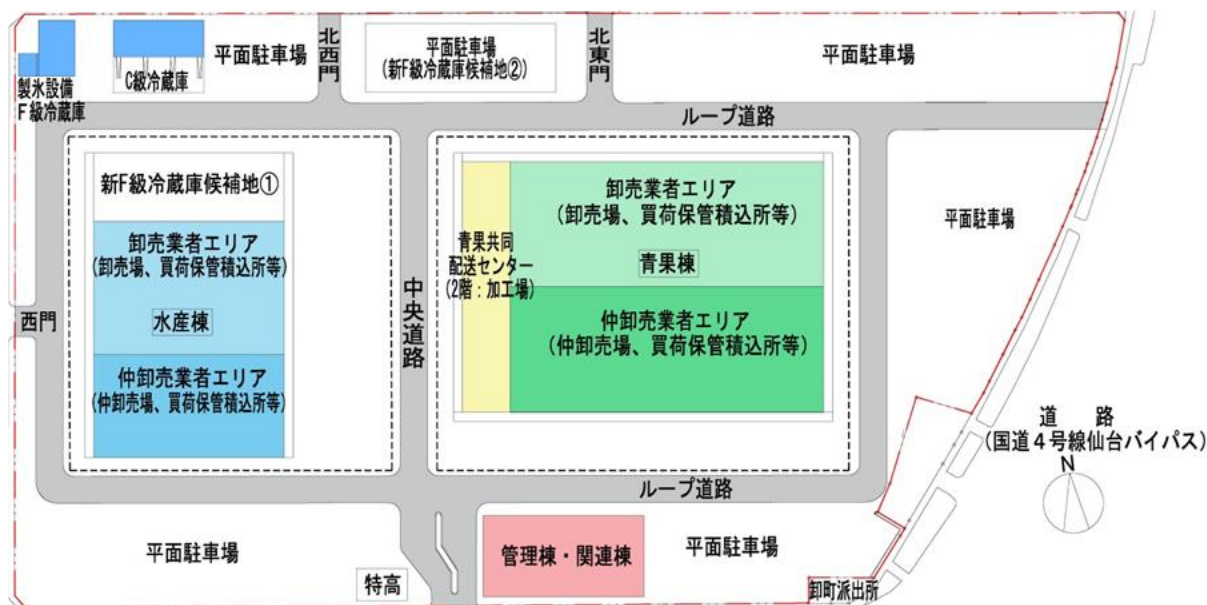 北西門
北東門
平面駐車場
平面駐車場
(新F級冷蔵庫候補地②)
平面駐車場
製氷設備
F級冷蔵庫
C級冷蔵庫
ループ道路
新F級冷蔵庫候補地①
卸売業者エリア
(卸売場、買荷保管積込所等)
水産棟
仲卸売業者エリア
(仲卸売場、買荷保管積込所等)
西門
中央道路
青果共同
配送センター
(2階：加工場)
卸売業者エリア
(卸売場、買荷保管積込所等)
青果棟
仲卸売業者エリア
(仲卸売場、買荷保管積込所等)
平面駐車場
道 路
(国道4号線仙台バイパス)
N
ループ道路
平面駐車場
特高
管理棟・関連棟
平面駐車場
卸町派出所